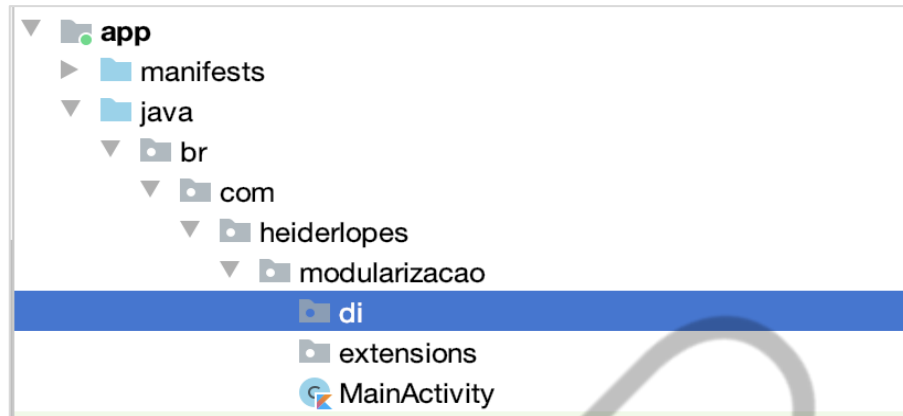 app
manifests
java
br
com
heiderlopes
modularizacao
di
extensions
MainActivity